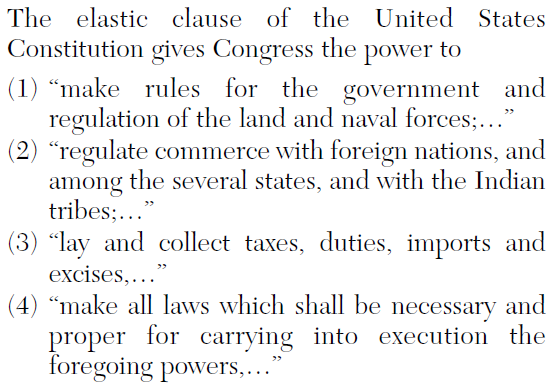 The elastic clause of the United States
Constitution gives Congress the power to
(1) “make rules for the government and
regulation of the land and naval forces;...”
(2) “regulate commerce with foreign nations, and
among the several states, and with the Indian
tribes;...”
(3) “lay and collect taxes, duties, imports and
excises,...”
(4) “make all laws which shall be necessary and
proper for carrying into execution the
foregoing powers,...”